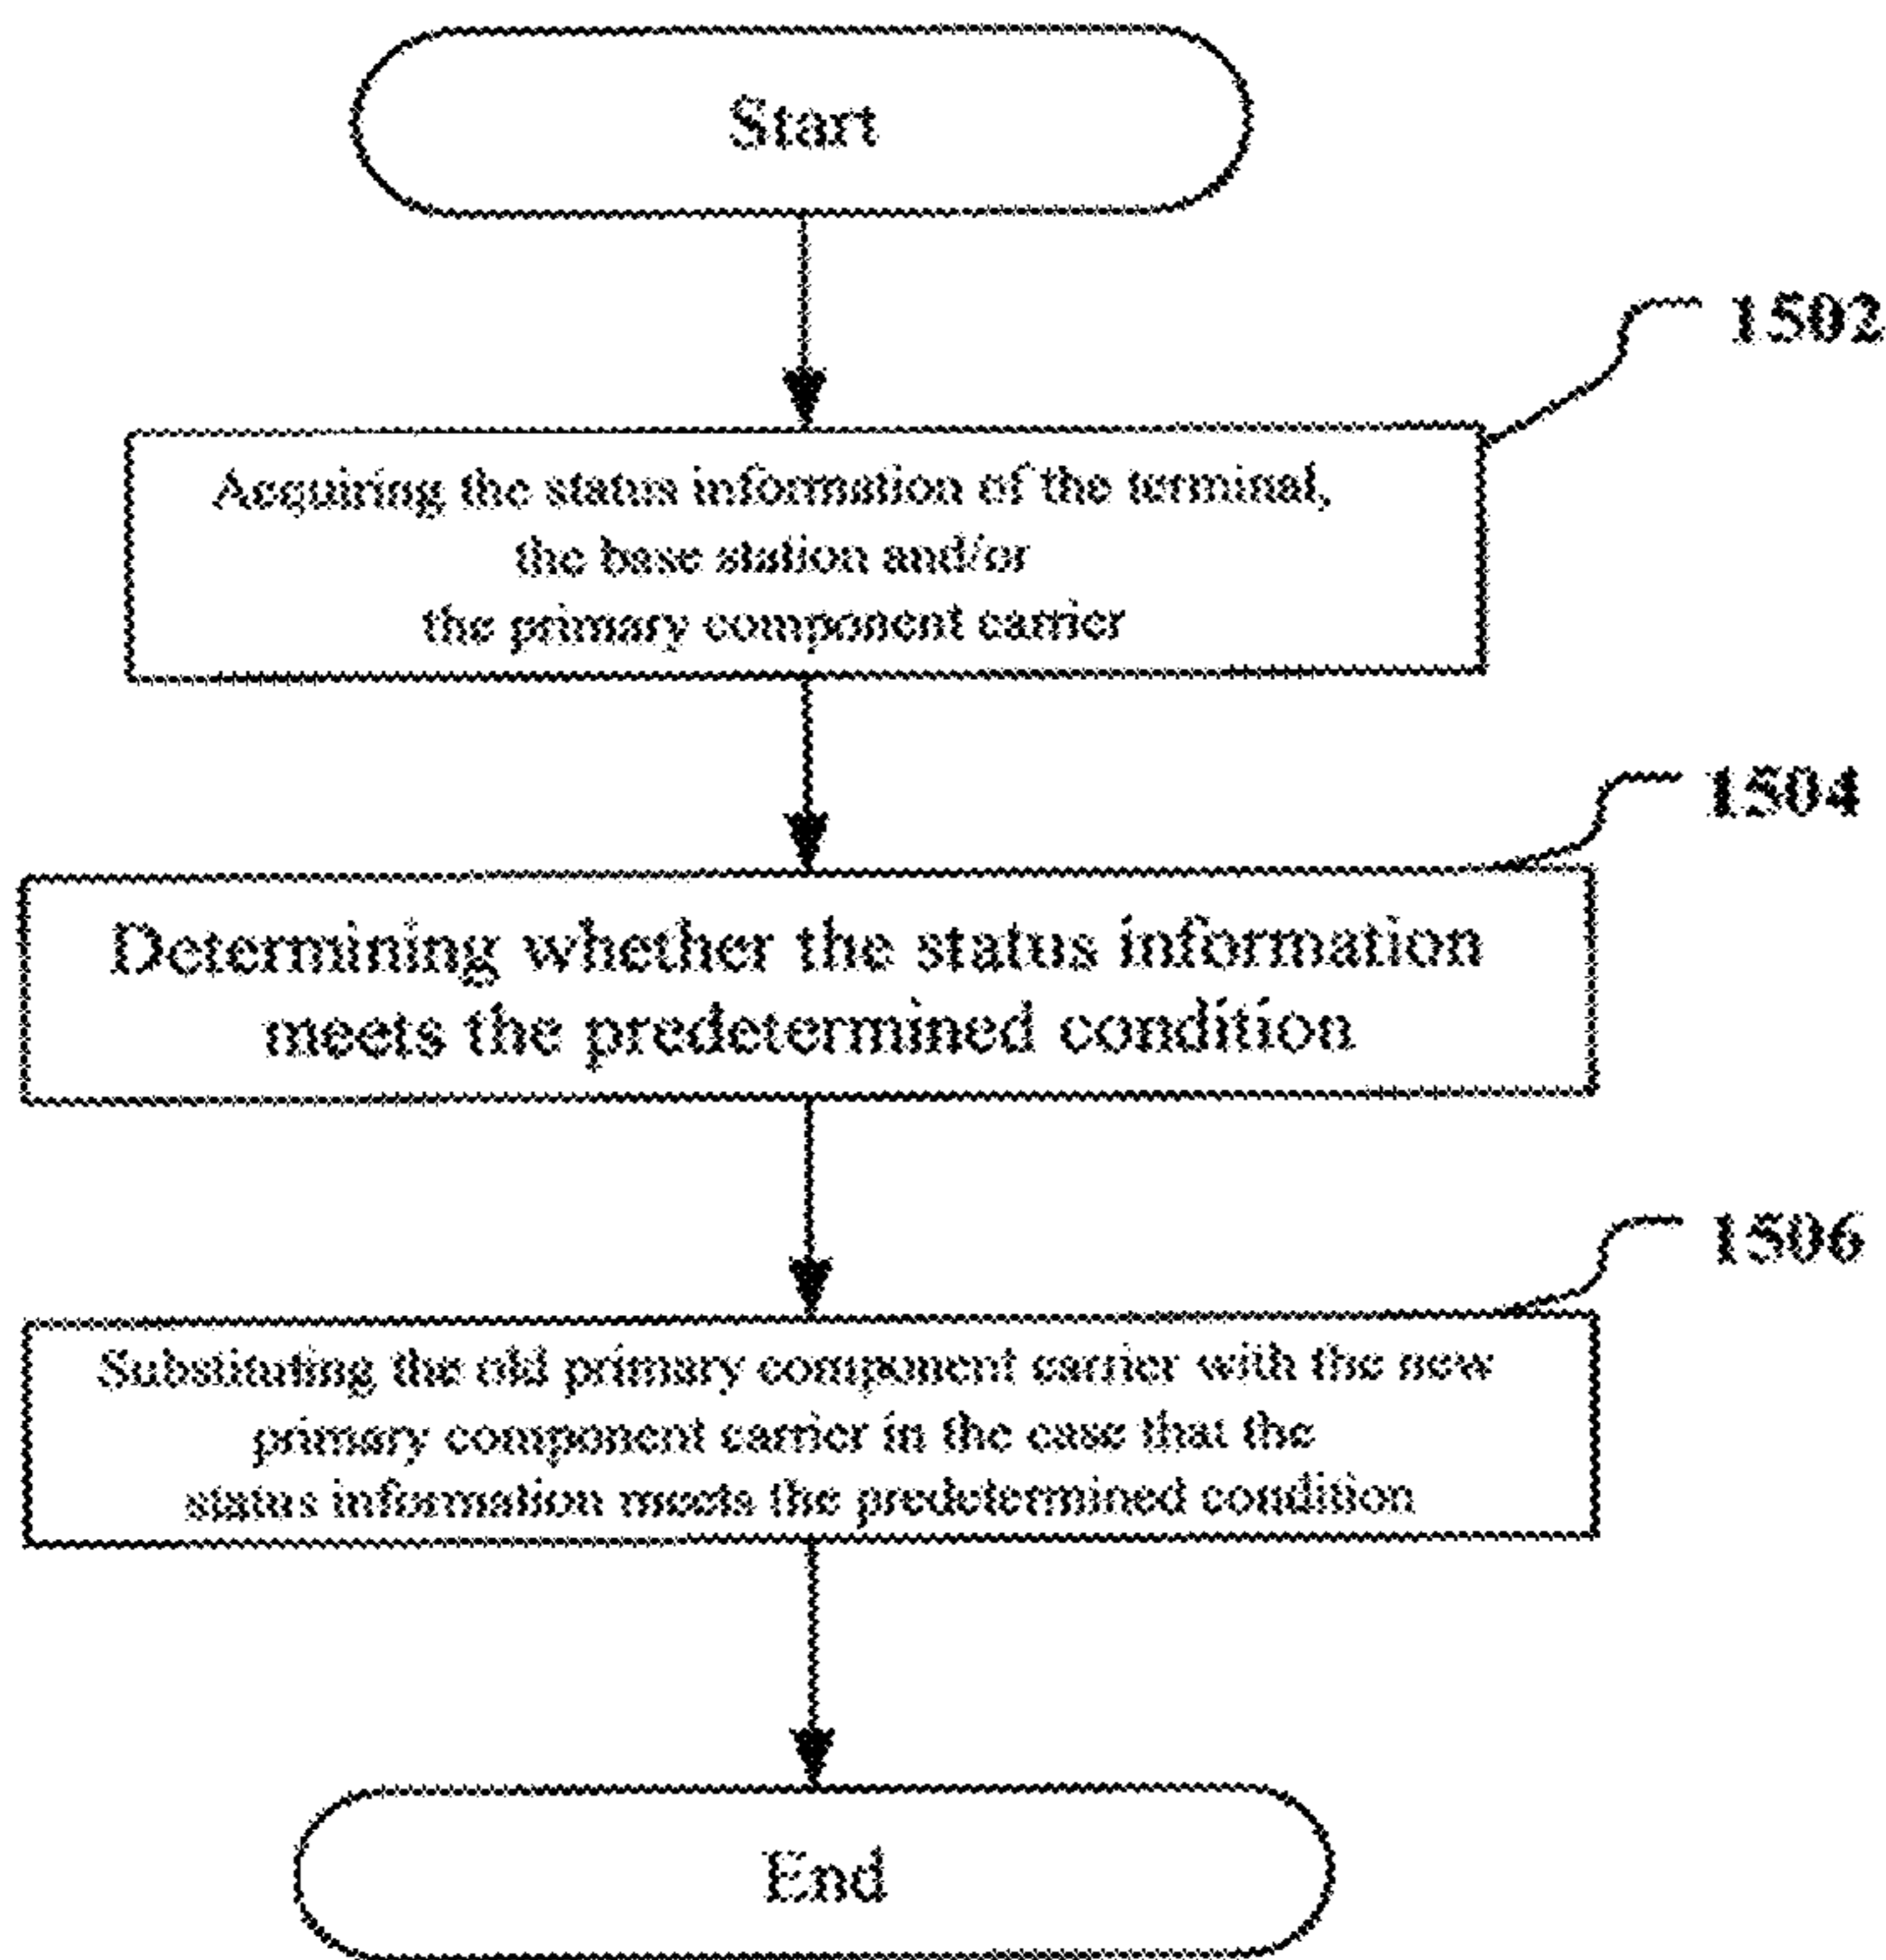 Start
1502
Acquiring the status information of the terminal,
the base station and/or
the primary component carrier
1504
Determining whether the status information
meets the predetermined condition
1506
Substituting the old primary component carrier with the new
primary component carrier in the case that the
status information meets the predetermined condition
End